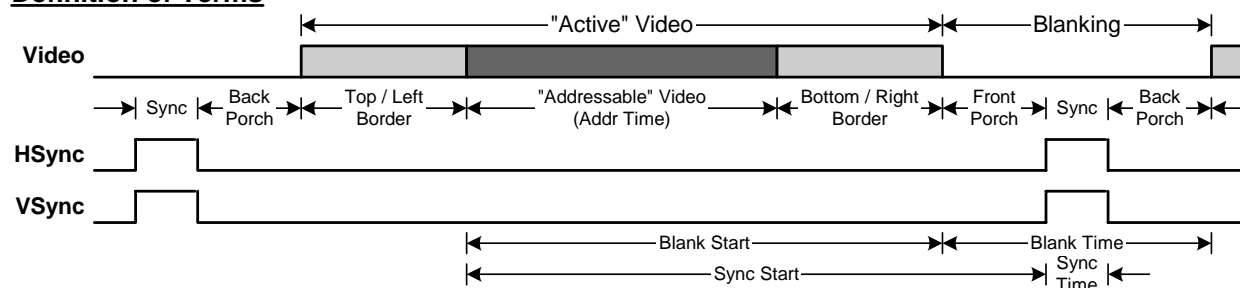 Definition of Terms
"Active" Video
Blanking
Video
Sync
Back Porch
Top / Left Border
"Addressable" Video (Addr Time)
Bottom / Right Border
Front Porch
Sync
Back Porch
HSync
VSync
Blank Start
Blank Time
Sync Start
Sync Time